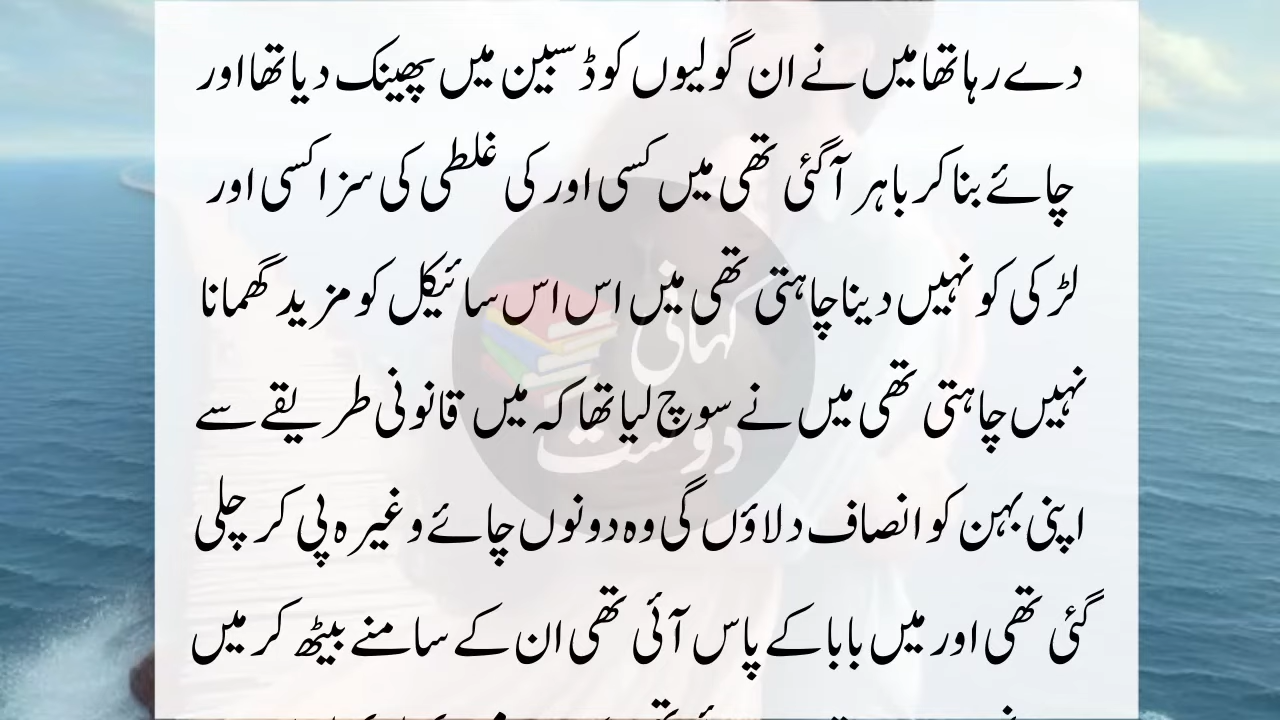 دے رہا تھا میں نے ان گولیوں کو ڈسبین میں پھینک دیا تھا اور
چائے بنا کر باہر آگئی تھی میں کسی اور کی غلطی کی سزا کسی اور
لڑکی کو نہیں دینا چاہتی تھی میں اس اس سائیکل کو مزید گھمانا
نہیں چاہتی تھی میں نے سوچ لیا تھا کہ میں قانونی طریقے سے
اپنی بہن کو انصاف دلاؤں گی وہ دونوں چائے وغیرہ پی کر چلی
گئی تھی اور میں بابا کے پاس آئی تھی ان کے سامنے بیٹھ کر میں
کہانی
دوست